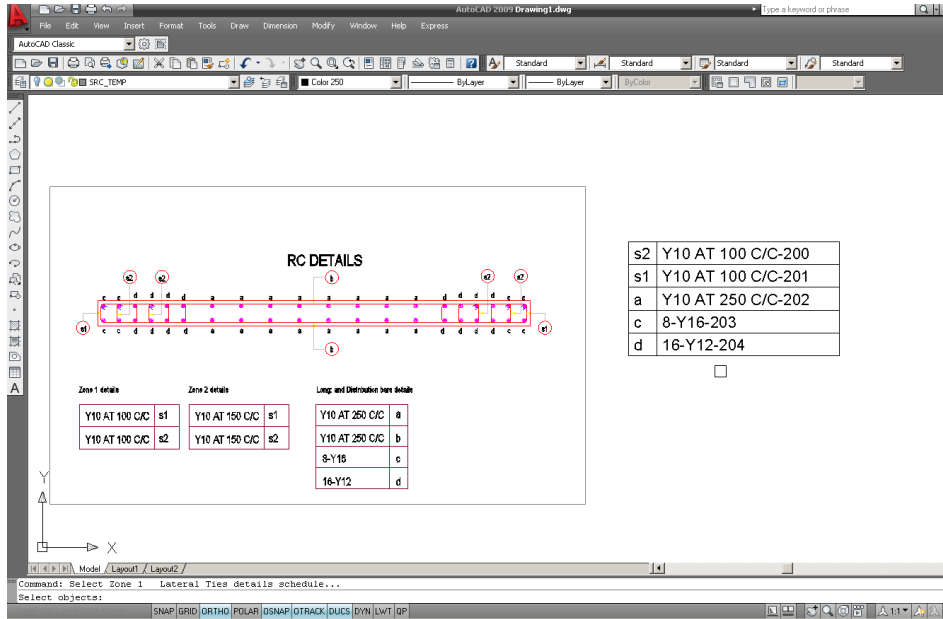 AutoCAD 2009 Drawing1.dwg
Type a keyword or phrase
File Edit View Insert Format Tools Draw Dimension Modify Window Help Express
AutoCAD Classic
Standard Standard Standard Standard
SRC_TEMP Color 250 ByLayer ByLayer ByColor
RC DETAILS
s2 s2 b s2 s2
c c d d d d a a a a a a a a d d d d c c
s1 s1
c c d d d d a a a a a a a a d d d d c c
b
Zone 1 details
Y10 AT 100 C/C s1
Y10 AT 100 C/C s2
Zone 2 details
Y10 AT 150 C/C s1
Y10 AT 150 C/C s2
Long: and Distribution bars details
Y10 AT 250 C/C a
Y10 AT 250 C/C b
8-Y16 c
16-Y12 d
s2 Y10 AT 100 C/C-200
s1 Y10 AT 100 C/C-201
a Y10 AT 250 C/C-202
c 8-Y16-203
d 16-Y12-204
A
Y
X
Model Layout1 Layout2
Command: Select Zone 1 Lateral Ties details schedule...
Select objects:
SNAP GRID ORTHO POLAR OSNAP OTRACK DUCS DYN LWT QP
1:1